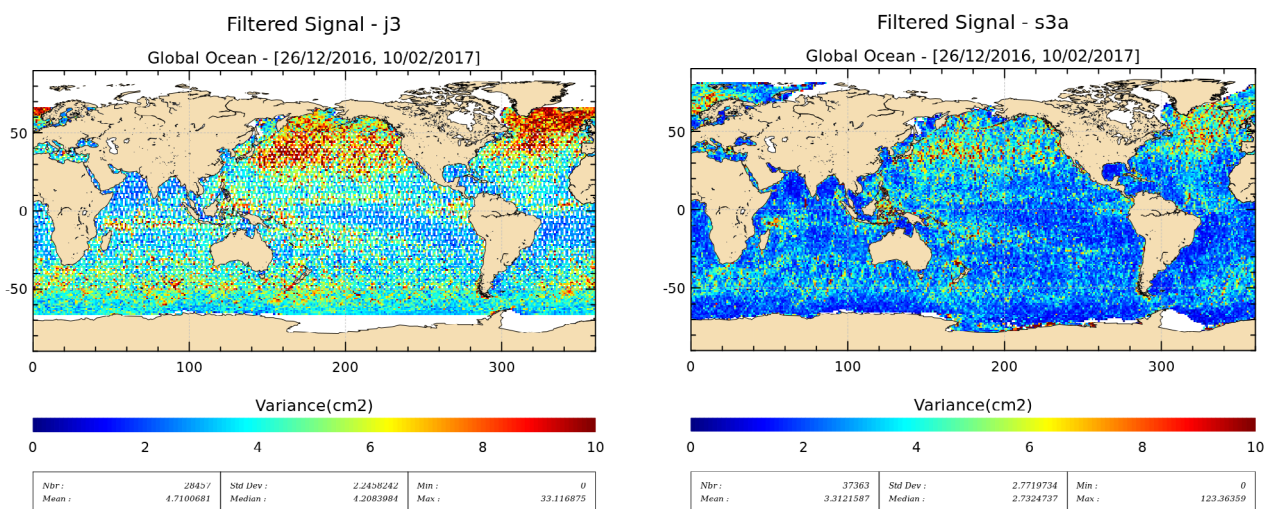 Filtered Signal - j3
Global Ocean - [26/12/2016, 10/02/2017]
50
0
-50
0 100 200 300
Variance(cm2)
0 2 4 6 8 10
Nbr : 28457 Std Dev : 2.2458242 Min : 0
Mean : 4.7100681 Median : 4.2083984 Max : 33.116875
Filtered Signal - s3a
Global Ocean - [26/12/2016, 10/02/2017]
50
0
-50
0 100 200 300
Variance(cm2)
0 2 4 6 8 10
Nbr : 37363 Std Dev : 2.7719734 Min : 0
Mean : 3.3121587 Median : 2.7324737 Max : 123.36359